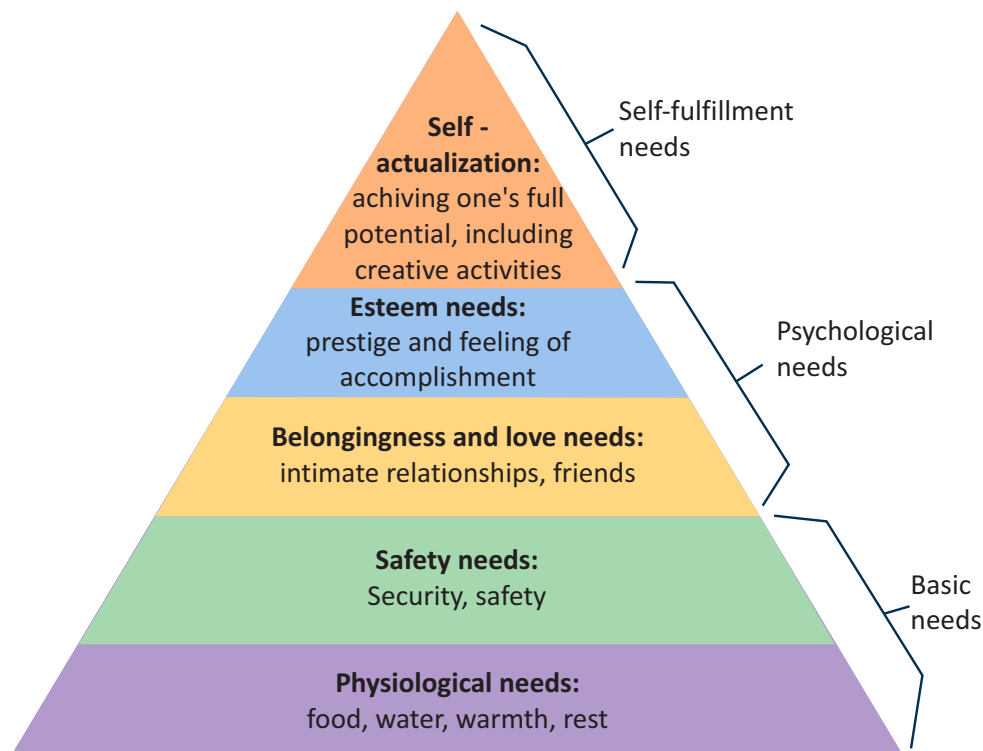 Self -
actualization:
achiving one's full
potential, including
creative activities
Self-fulfillment
needs
Esteem needs:
prestige and feeling of
accomplishment
Psychological
needs
Belongingness and love needs:
intimate relationships, friends
Safety needs:
Security, safety
Basic
needs
Physiological needs:
food, water, warmth, rest